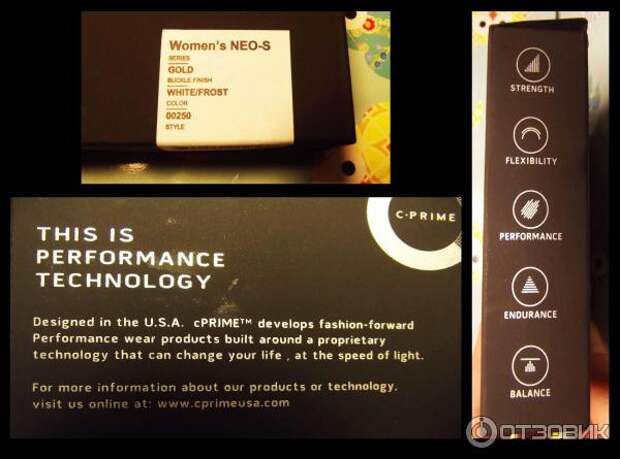 Women's NEO-S
SERIES
GOLD
BUCKLE FINISH
WHITE/FROST
COLOR
00250
STYLE
C·PRIME
THIS IS
PERFORMANCE
TECHNOLOGY
Designed in the U.S.A. cPRIME™ develops fashion-forward
Performance wear products built around a proprietary
technology that can change your life , at the speed of light.
For more information about our products or technology,
visit us online at: www.cprimeusa.com
STRENGTH
FLEXIBILITY
PERFORMANCE
ENDURANCE
BALANCE
ОТЗОВИК